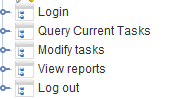 Login
Query Current Tasks
Modify tasks
View reports
Log out